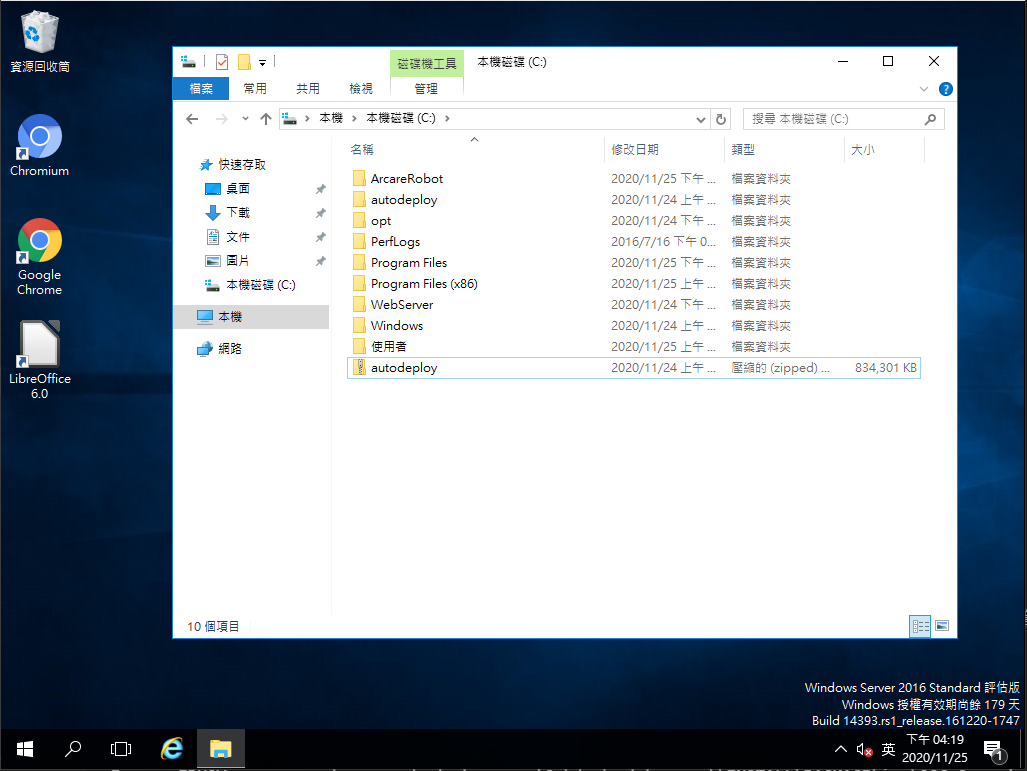 資源回收筒
Chromium
Google
Chrome
LibreOffice
6.0
磁碟機工具
本機磁碟 (C:)
檔案
常用
共用
檢視
管理
本機
本機磁碟 (C:)
搜尋 本機磁碟 (C:)
快速存取
桌面
下載
文件
圖片
本機磁碟 (C:)
本機
網路
名稱 修改日期 類型 大小
ArcareRobot 2020/11/25 下午 ... 檔案資料夾
autodeploy 2020/11/24 上午 ... 檔案資料夾
opt 2020/11/24 下午 ... 檔案資料夾
PerfLogs 2016/7/16 下午 0... 檔案資料夾
Program Files 2020/11/25 下午 ... 檔案資料夾
Program Files (x86) 2020/11/25 下午 ... 檔案資料夾
WebServer 2020/11/24 下午 ... 檔案資料夾
Windows 2020/11/24 上午 ... 檔案資料夾
使用者 2020/11/25 下午 ... 檔案資料夾
autodeploy 2020/11/24 上午 ... 壓縮的 (zipped) ... 834,301 KB
10 個項目
Windows Server 2016 Standard 評估版
Windows 授權有效期尚餘 179 天
Build 14393.rs1_release.161220-1747
英
下午 04:19
2020/11/25
1